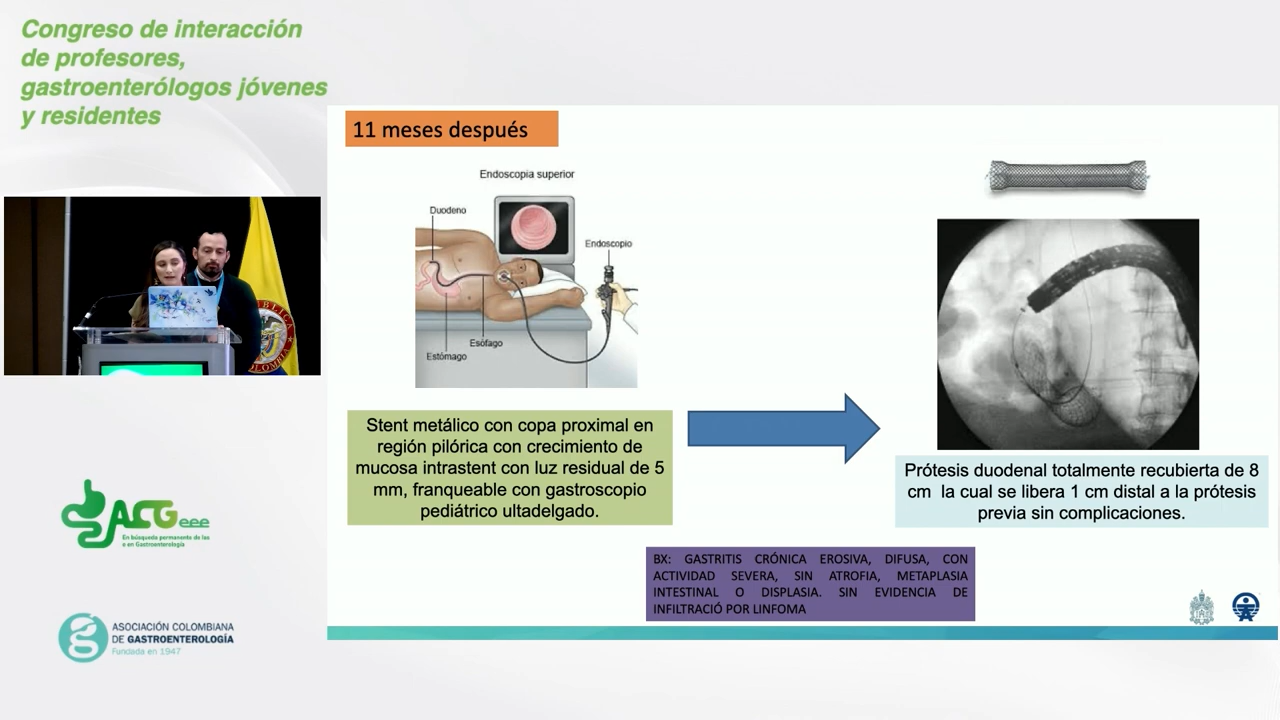 Congreso de interacción
de profesores,
gastroenterólogos jóvenes
y residentes
11 meses después
Endoscopia superior
Duodeno
Endoscopio
Esófago
Estómago
Stent metálico con copa proximal en
región pilórica con crecimiento de
mucosa intrastent con luz residual de 5
mm, franqueable con gastroscopio
pediátrico ultadelgado.
Prótesis duodenal totalmente recubierta de 8
cm la cual se libera 1 cm distal a la prótesis
previa sin complicaciones.
BX: GASTRITIS CRÓNICA EROSIVA, DIFUSA, CON
ACTIVIDAD SEVERA, SIN ATROFIA, METAPLASIA
INTESTINAL O DISPLASIA. SIN EVIDENCIA DE
INFILTRACIÓ POR LINFOMA
ACGeee
En búsqueda permanente de las
e en Gastroenterología
ASOCIACIÓN COLOMBIANA
DE GASTROENTEROLOGÍA
Fundada en 1947